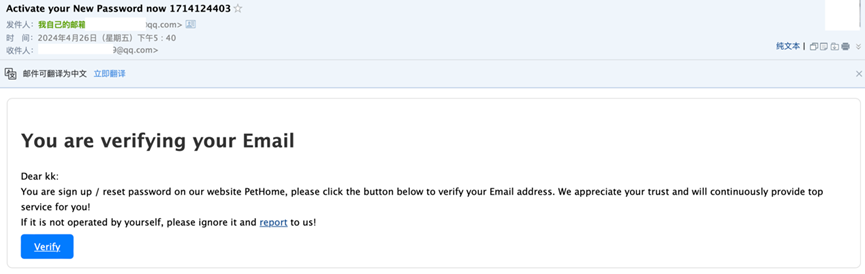 Activate your New Password now 1714124403
发件人：我自己的邮箱 qq.com>
时 间：2024年4月26日（星期五）下午5：40
收件人： 9@qq.com>
纯文本 |
邮件可翻译为中文 立即翻译
You are verifying your Email
Dear kk:
You are sign up / reset password on our website PetHome, please click the button below to verify your Email address. We appreciate your trust and will continuously provide top
service for you!
If it is not operated by yourself, please ignore it and report to us!
Verify